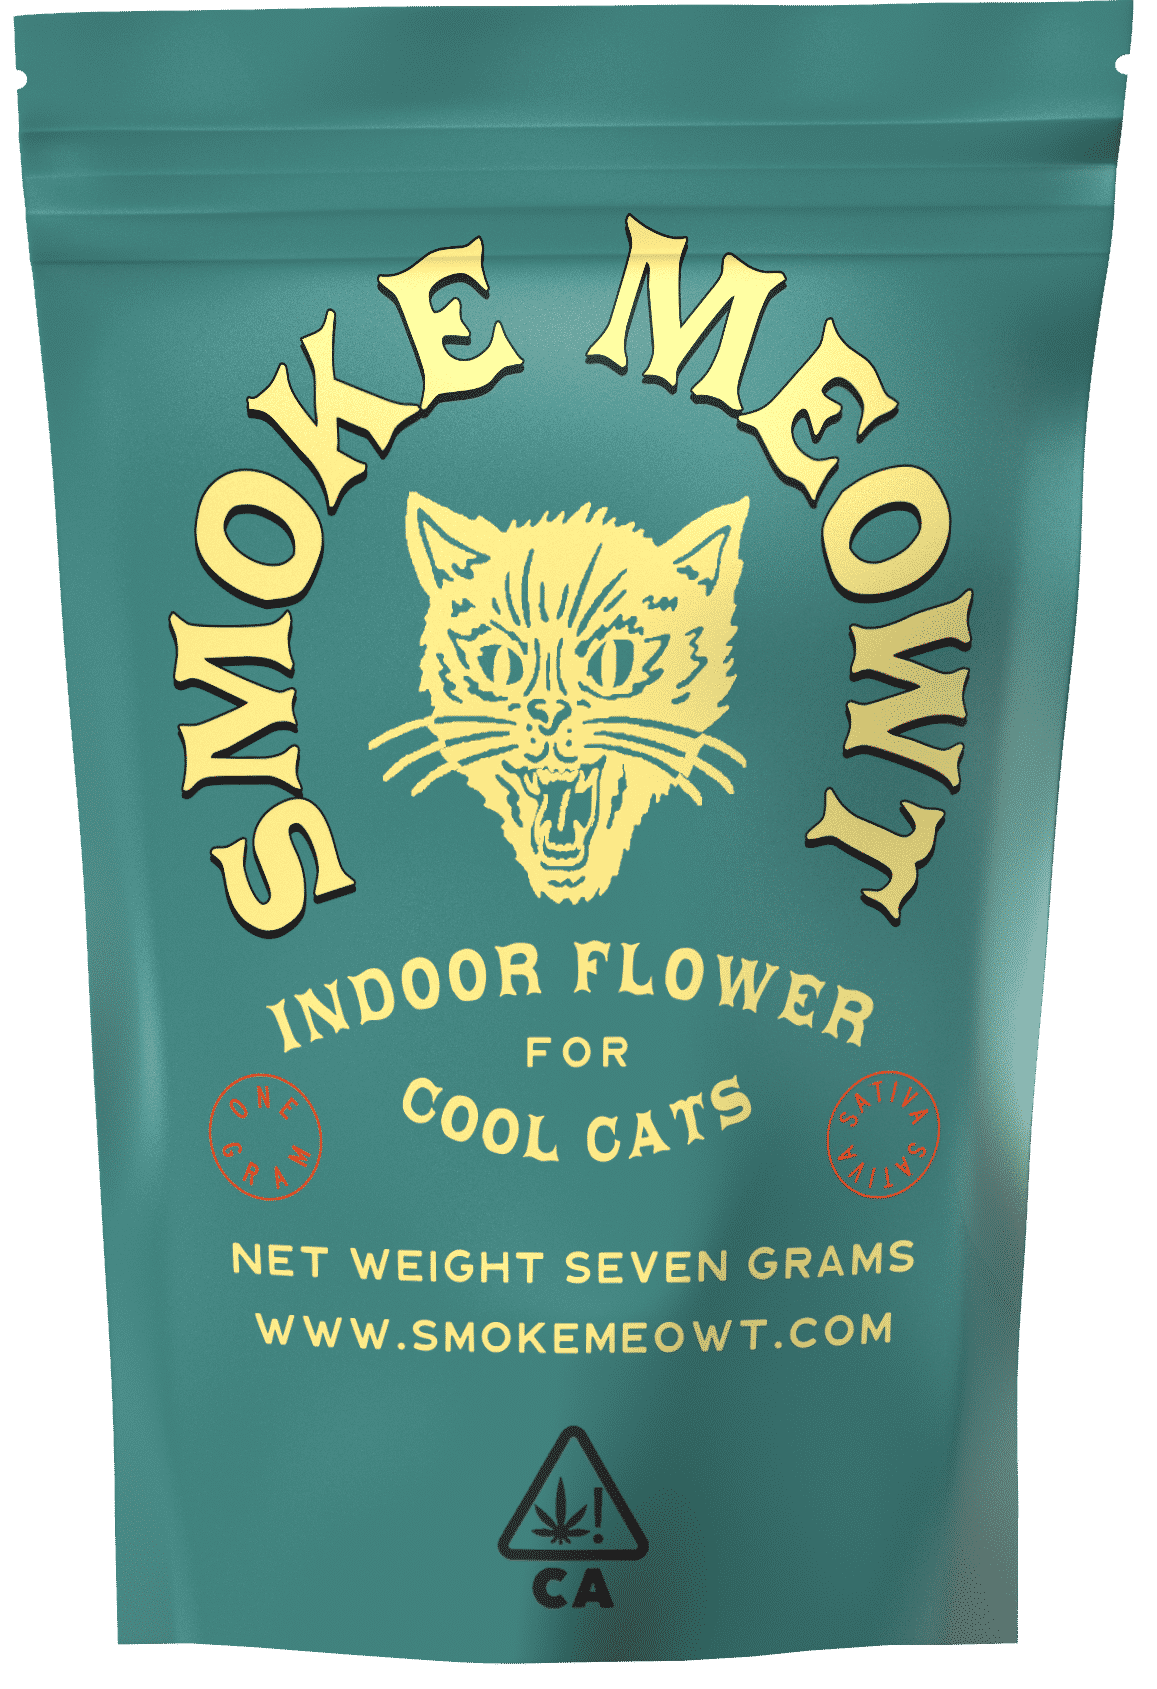 SMOKE MEOWT
INDOOR FLOWER
FOR
COOL CATS
ONE GRAM
SATIVA SATIVA
NET WEIGHT SEVEN GRAMS
WWW.SMOKEMEOWT.COM
!
CA